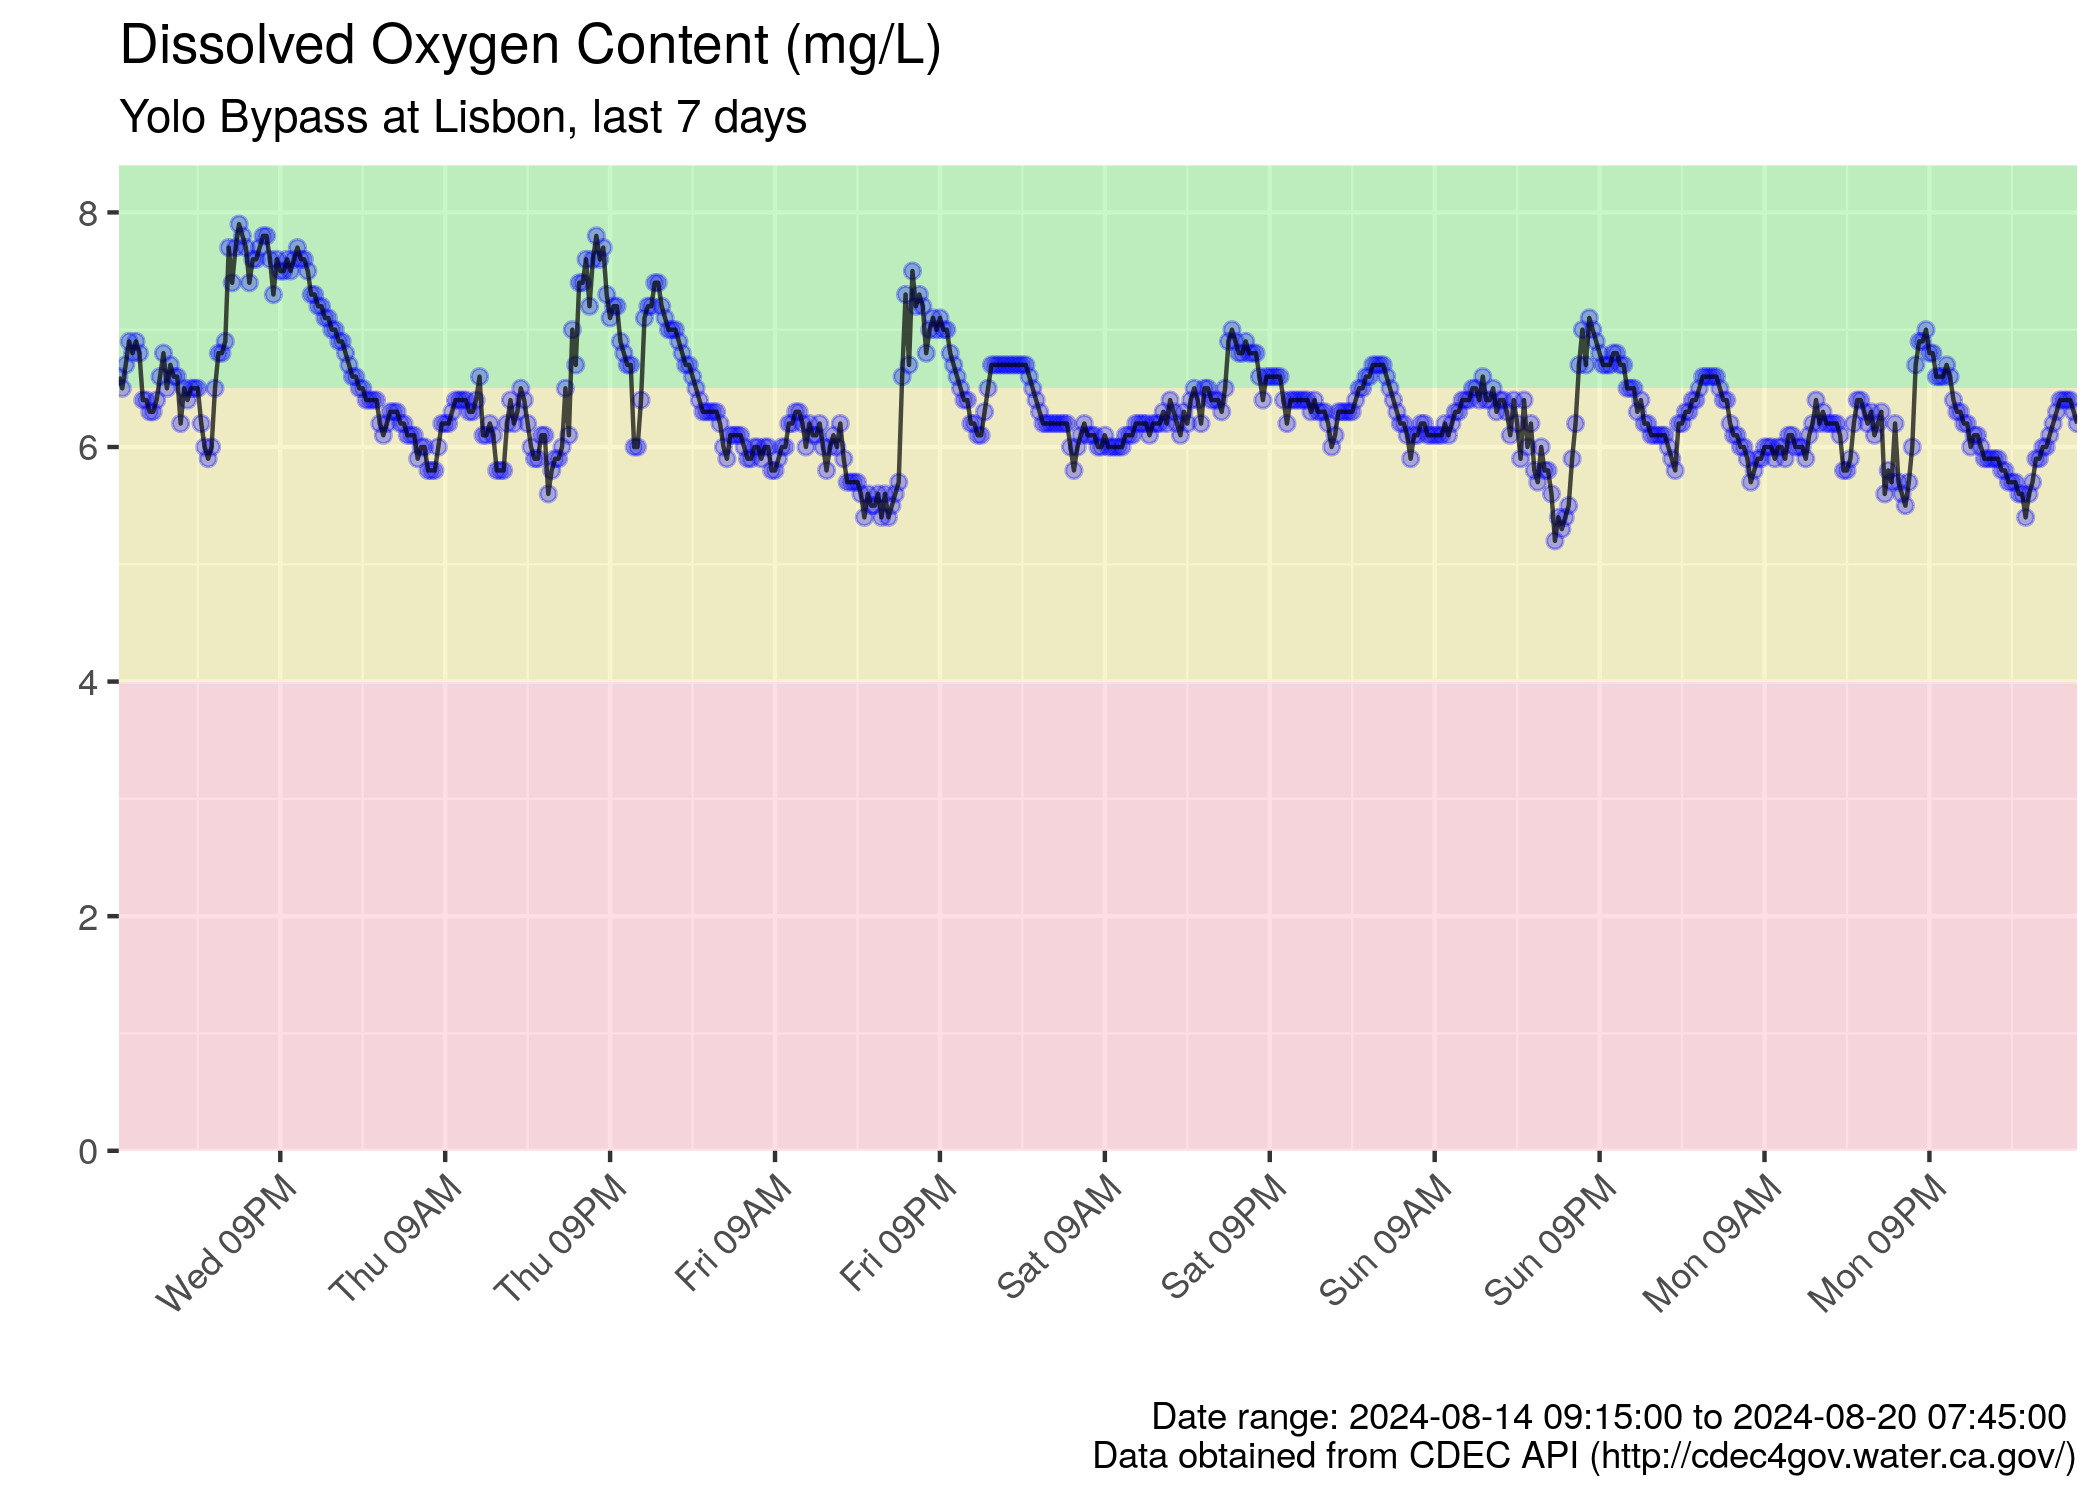 Dissolved Oxygen Content (mg/L)
Yolo Bypass at Lisbon, last 7 days
8
6
4
2
0
Wed 09PM
Thu 09AM
Thu 09PM
Fri 09AM
Fri 09PM
Sat 09AM
Sat 09PM
Sun 09AM
Sun 09PM
Mon 09AM
Mon 09PM
Date range: 2024-08-14 09:15:00 to 2024-08-20 07:45:00
Data obtained from CDEC API (http://cdec4gov.water.ca.gov/)